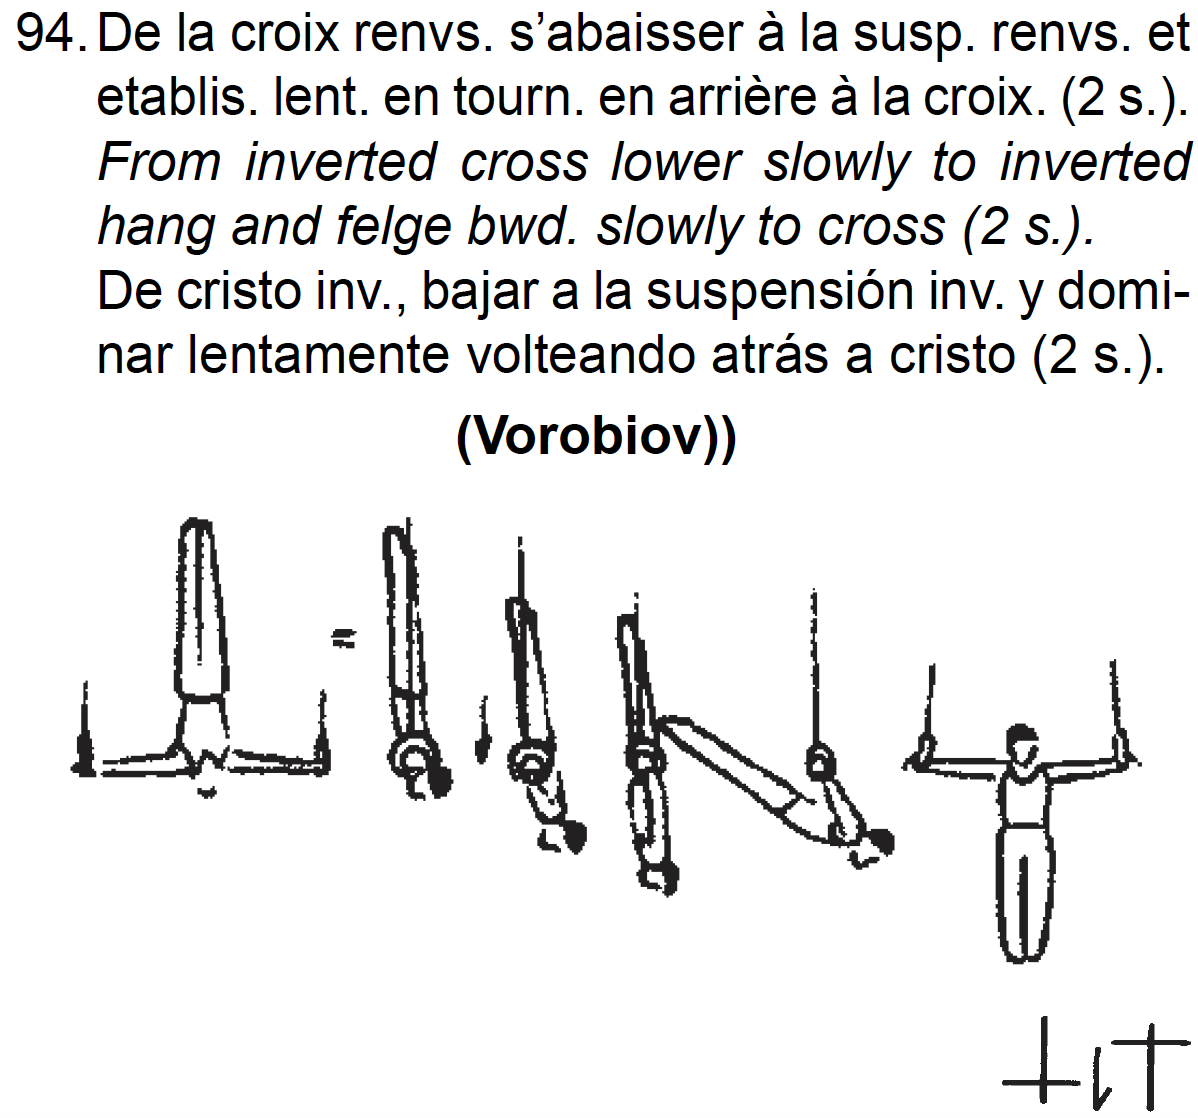 94. De la croix renvs. s’abaisser à la susp. renvs. et
etablis. lent. en tourn. en arrière à la croix. (2 s.).
From inverted cross lower slowly to inverted
hang and felge bwd. slowly to cross (2 s.).
De cristo inv., bajar a la suspensión inv. y domi-
nar lentamente volteando atrás a cristo (2 s.).
(Vorobiov))
=